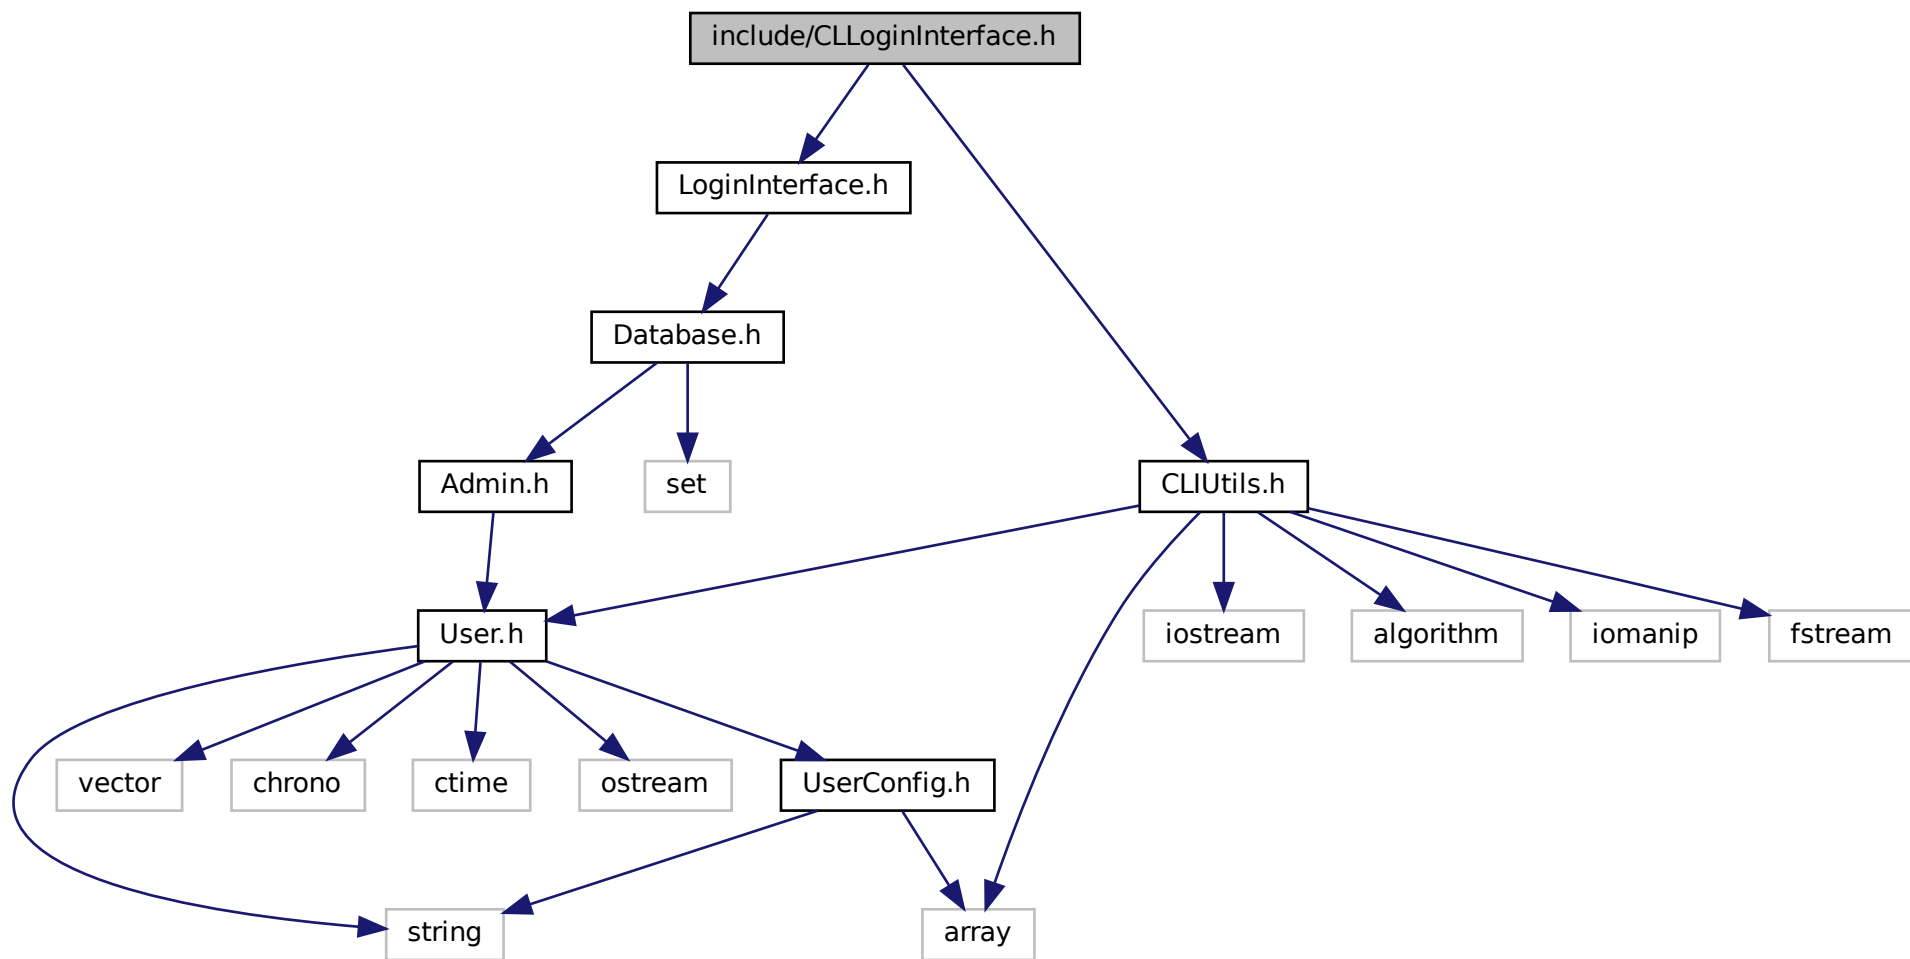 include/CLLoginInterface.h
LoginInterface.h
Database.h
Admin.h
set
CLIUtils.h
User.h
iostream
algorithm
iomanip
fstream
vector
chrono
ctime
ostream
UserConfig.h
string
array